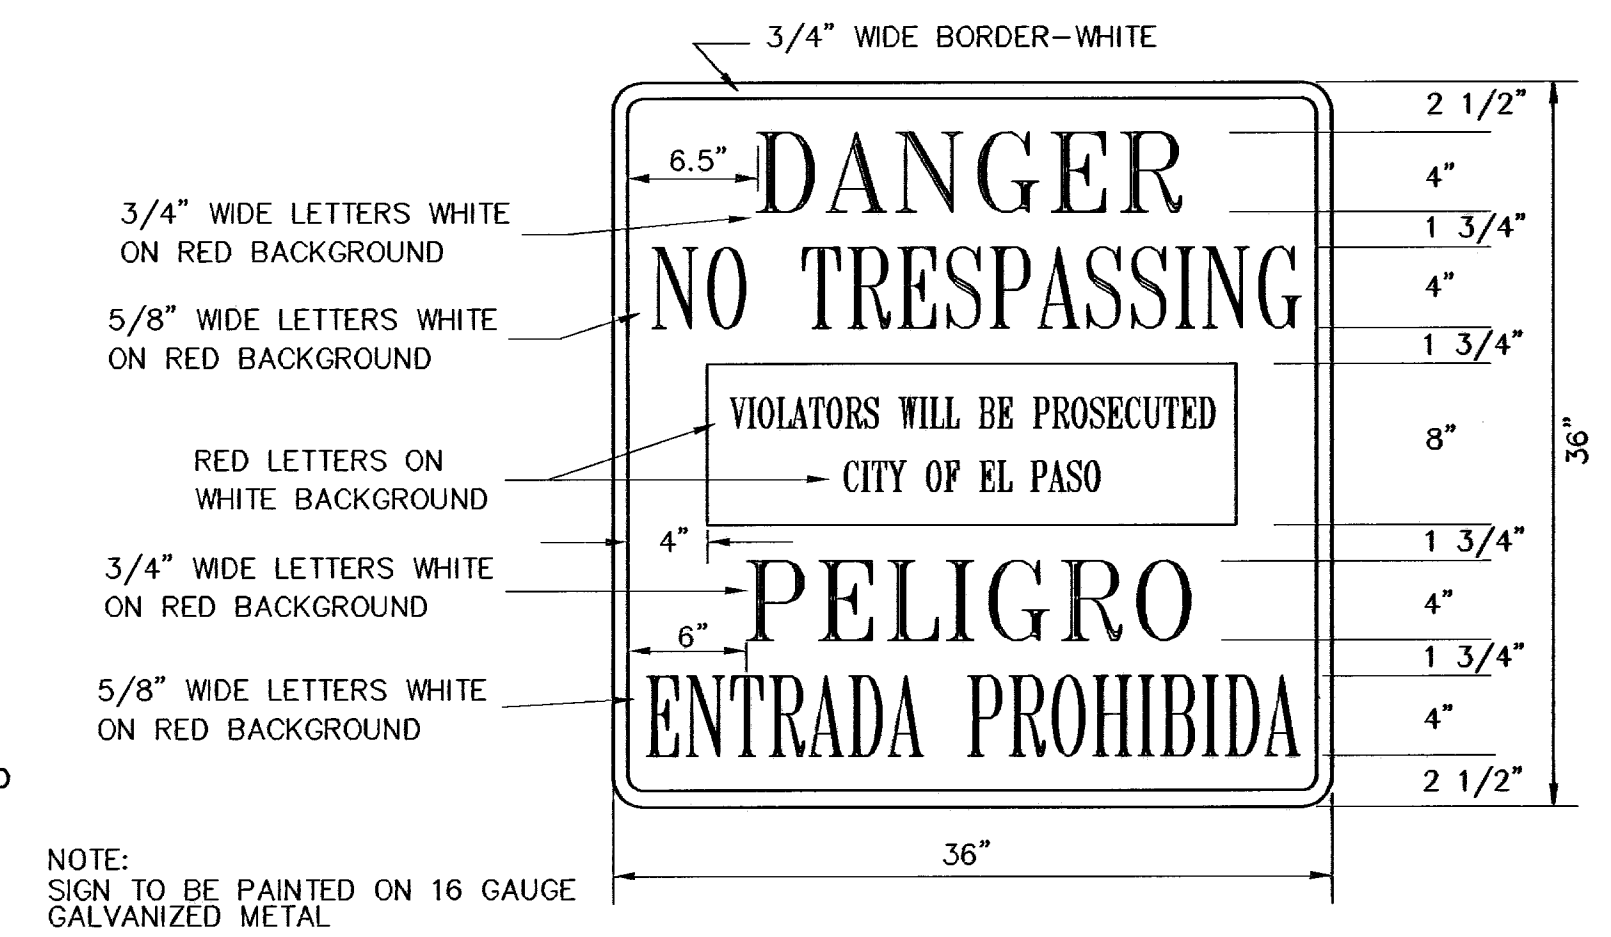 3/4" WIDE BORDER-WHITE
2 1/2"
DANGER
6.5"
4"
3/4" WIDE LETTERS WHITE
ON RED BACKGROUND
1 3/4"
NO TRESPASSING
4"
5/8" WIDE LETTERS WHITE
ON RED BACKGROUND
1 3/4"
VIOLATORS WILL BE PROSECUTED
CITY OF EL PASO
8"
36"
RED LETTERS ON
WHITE BACKGROUND
4"
1 3/4"
3/4" WIDE LETTERS WHITE
ON RED BACKGROUND
PELIGRO
4"
6"
1 3/4"
5/8" WIDE LETTERS WHITE
ON RED BACKGROUND
ENTRADA PROHIBIDA
4"
2 1/2"
36"
NOTE:
SIGN TO BE PAINTED ON 16 GAUGE
GALVANIZED METAL